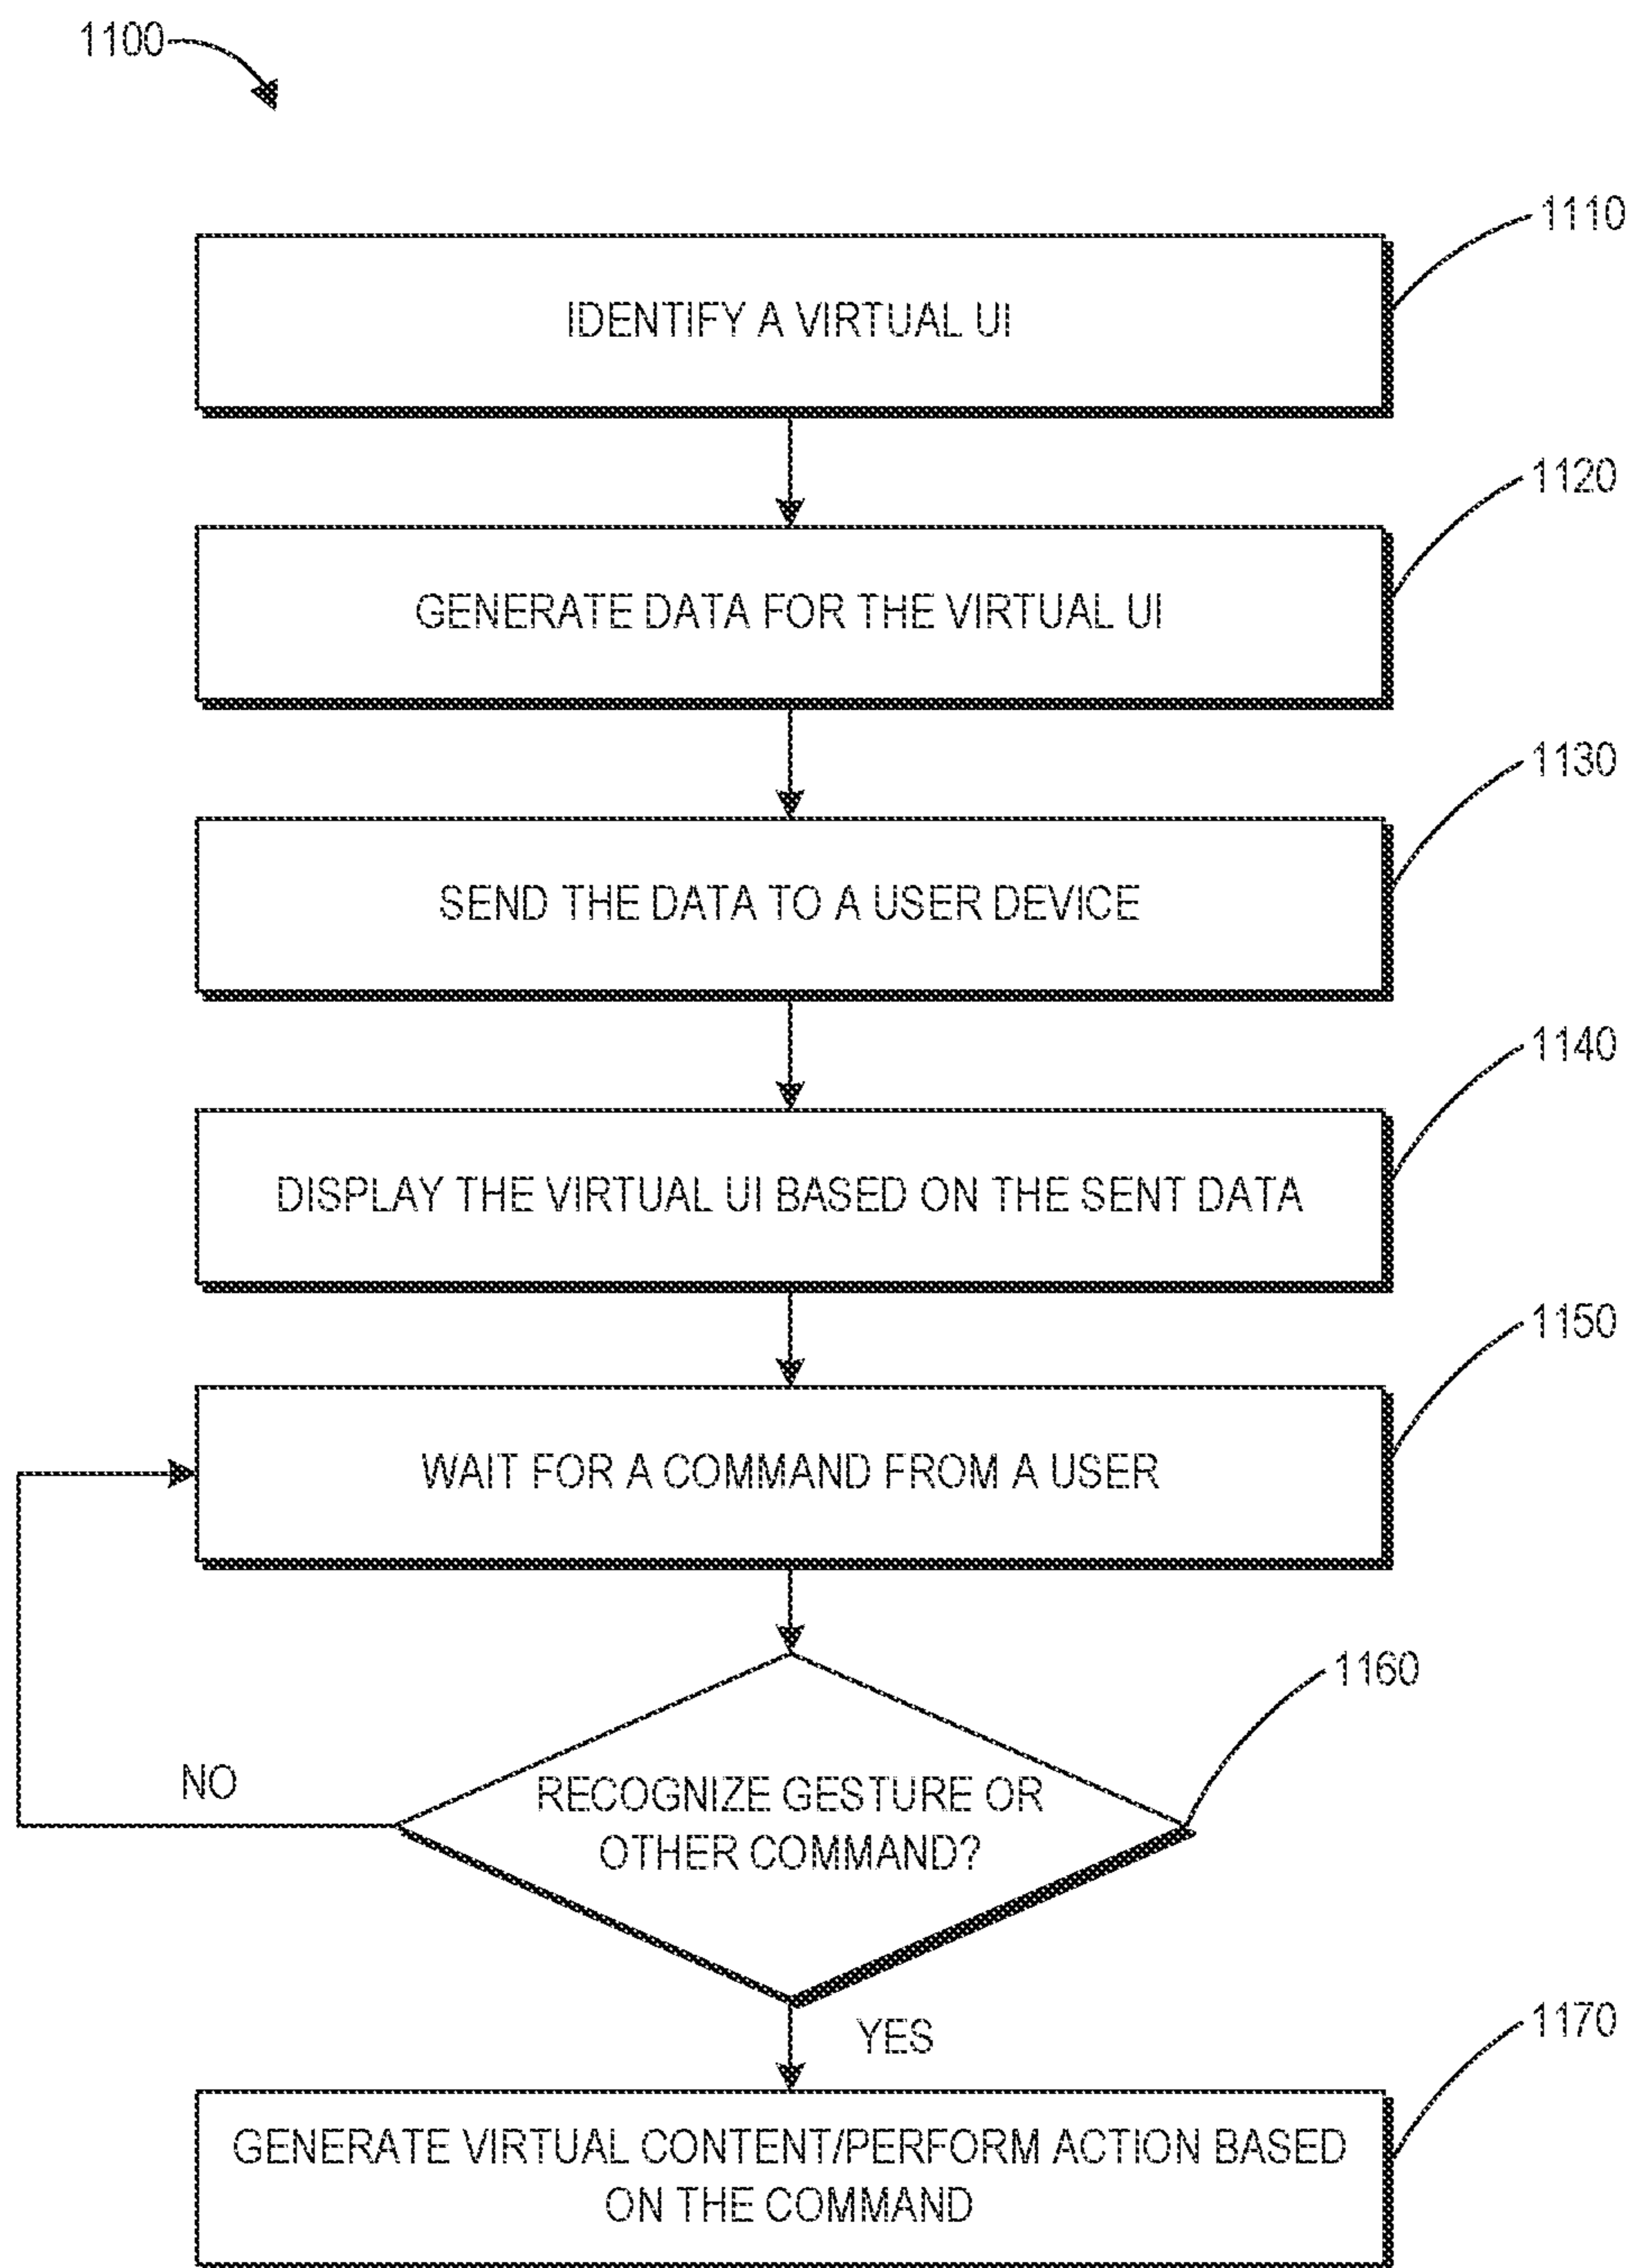 1100
1110
IDENTIFY A VIRTUAL UI
1120
GENERATE DATA FOR THE VIRTUAL UI
1130
SEND THE DATA TO A USER DEVICE
1140
DISPLAY THE VIRTUAL UI BASED ON THE SENT DATA
1150
WAIT FOR A COMMAND FROM A USER
1160
NO
RECOGNIZE GESTURE OR
OTHER COMMAND?
YES
1170
GENERATE VIRTUAL CONTENT/PERFORM ACTION BASED
ON THE COMMAND